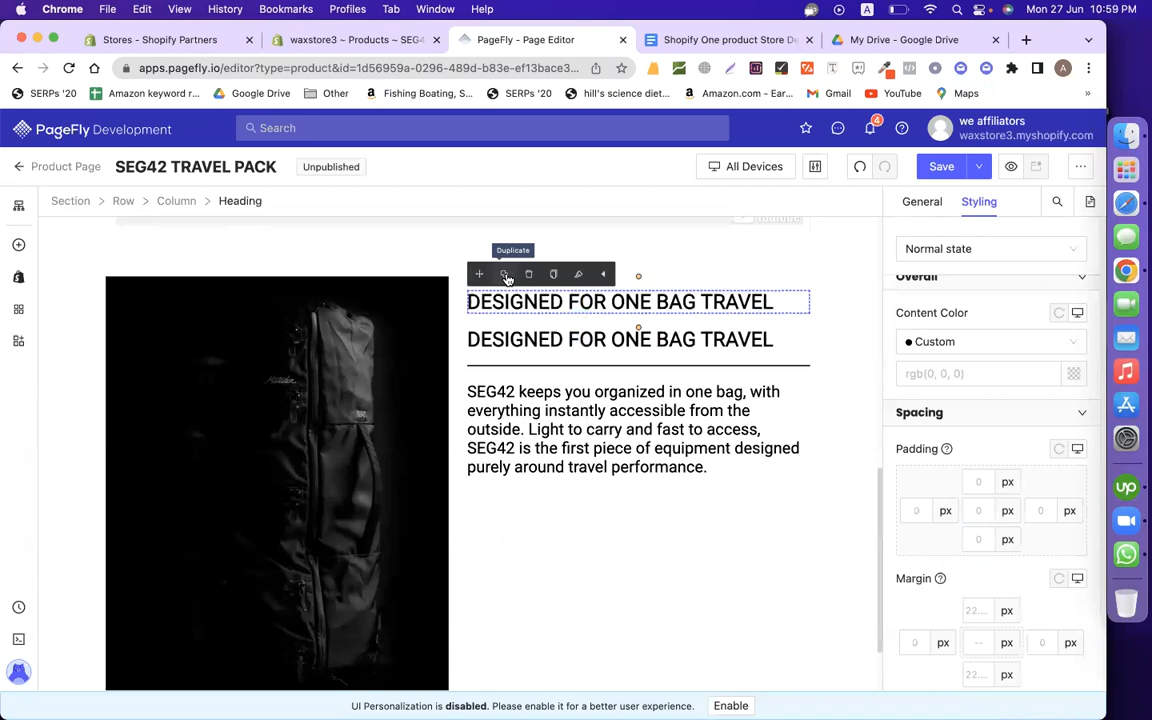 Chrome File Edit View History Bookmarks Profiles Tab Window Help
A Mon 27 Jun 10:59 PM
Stores - Shopify Partners
waxstore3 ~ Products ~ SEG4
PageFly - Page Editor
Shopify One product Store De
My Drive - Google Drive
apps.pagefly.io/editor?type=product&id=1d56959a-0296-489d-b83e-ef13bace3...
A
SERPs '20
Amazon keyword r...
Google Drive
Other
Fishing Boating, S...
SERPs '20
hill's science diet...
Amazon.com - Ear...
Gmail
YouTube
Maps
»
PageFly Development
Search
4
we affiliators
waxstore3.myshopify.com
Product Page
SEG42 TRAVEL PACK
Unpublished
All Devices
Save
Section > Row > Column > Heading
General
Styling
Youtube
Duplicate
DESIGNED FOR ONE BAG TRAVEL
DESIGNED FOR ONE BAG TRAVEL
SEG42 keeps you organized in one bag, with
everything instantly accessible from the
outside. Light to carry and fast to access,
SEG42 is the first piece of equipment designed
purely around travel performance.
Normal state
Overall
Content Color
Custom
rgb(0, 0, 0)
Spacing
Padding
0 px
0 px 0 px 0 px
0 px
Margin
22.... px
0 px -- px 0 px
22.... px
up
UI Personalization is disabled. Please enable it for a better user experience.
Enable